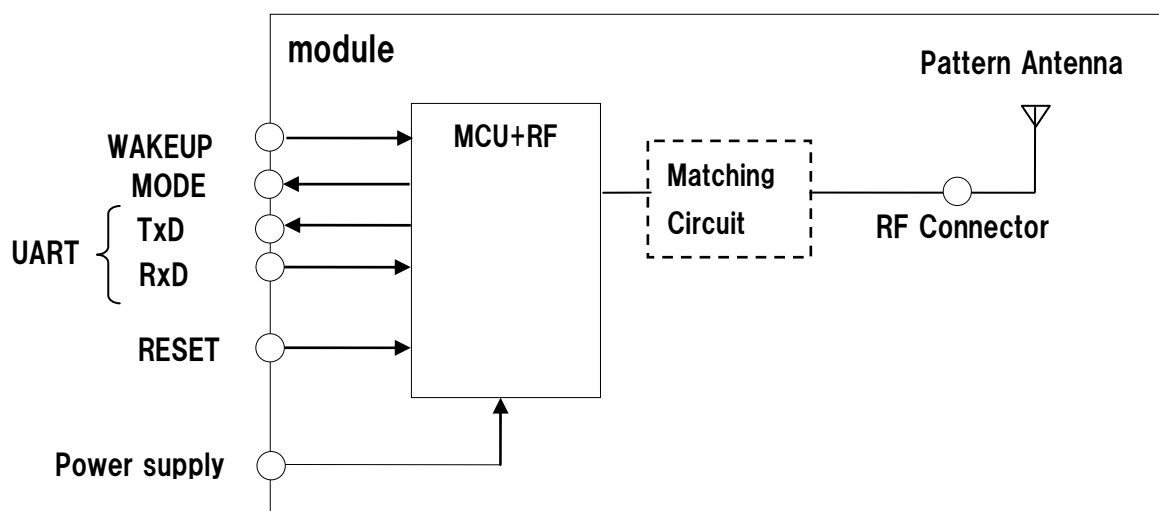 module
Pattern Antenna
WAKEUP
MODE
UART
TxD
RxD
RESET
Power supply
MCU+RF
Matching
Circuit
RF Connector